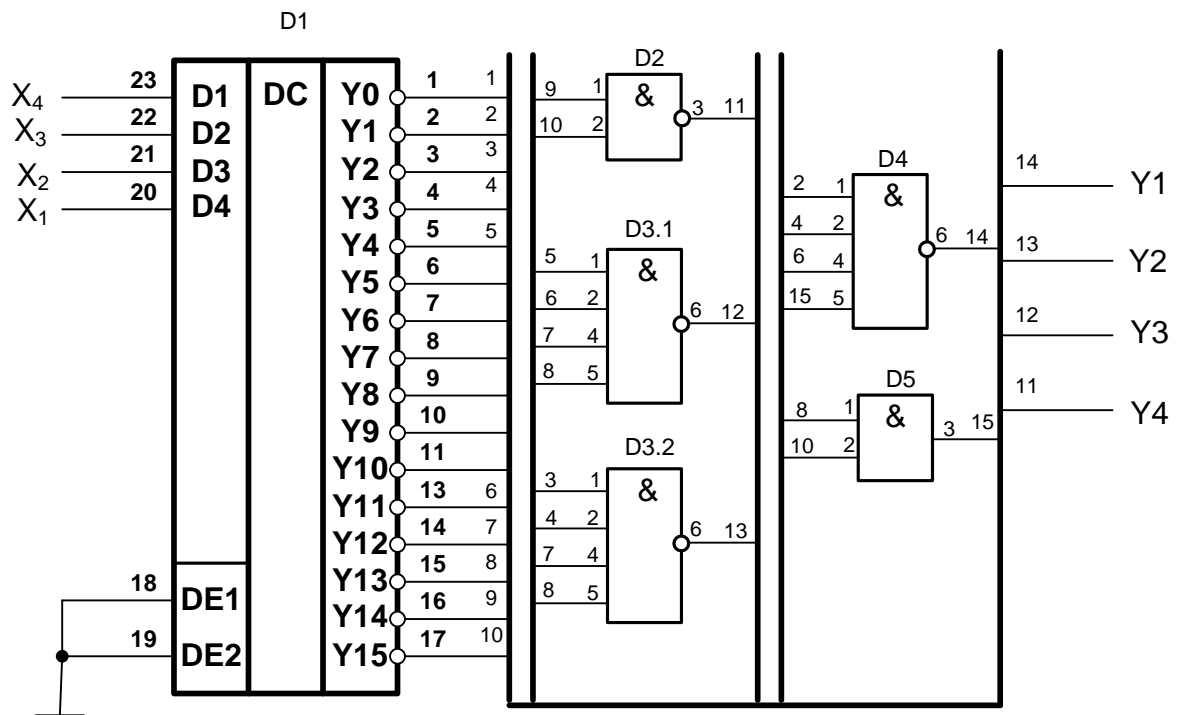 D1
X4 23 D1 DC Y0 1 1
X3 22 D2 Y1 2 2
X2 21 D3 Y2 3 3
X1 20 D4 Y3 4 4
Y4 5 5
Y5 6
Y6 7
Y7 8
Y8 9
Y9 10
Y10 11
Y11 13 6
Y12 14 7
18 DE1 Y13 15 8
Y14 16 9
19 DE2 Y15 17 10
D2
9 1 &
10 2 3 11
D3.1
5 1 &
6 2 6 12
7 4
8 5
D3.2
3 1 &
4 2 6 13
7 4
8 5
D4
2 1 &
4 2 6 14
6 4
15 5
D5
8 1 &
10 2 3 15
14 Y1
13 Y2
12 Y3
11 Y4